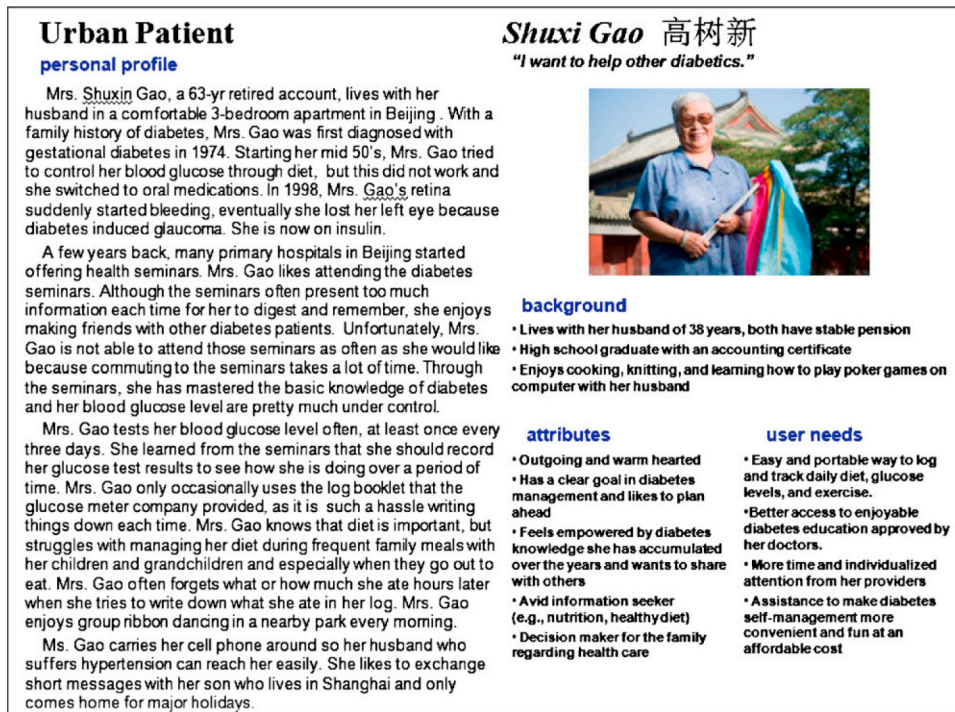 Urban Patient
personal profile
Mrs. Shuxin Gao, a 63-yr retired account, lives with her
husband in a comfortable 3-bedroom apartment in Beijing . With a
family history of diabetes, Mrs. Gao was first diagnosed with
gestational diabetes in 1974. Starting her mid 50's, Mrs. Gao tried
to control her blood glucose through diet, but this did not work and
she switched to oral medications. In 1998, Mrs. Gao's retina
suddenly started bleeding, eventually she lost her left eye because
diabetes induced glaucoma. She is now on insulin.
A few years back, many primary hospitals in Beijing started
offering health seminars. Mrs. Gao likes attending the diabetes
seminars. Although the seminars often present too much
information each time for her to digest and remember, she enjoys
making friends with other diabetes patients. Unfortunately, Mrs.
Gao is not able to attend those seminars as often as she would like
because commuting to the seminars takes a lot of time. Through
the seminars, she has mastered the basic knowledge of diabetes
and her blood glucose level are pretty much under control.
Mrs. Gao tests her blood glucose level often, at least once every
three days. She learned from the seminars that she should record
her glucose test results to see how she is doing over a period of
time. Mrs. Gao only occasionally uses the log booklet that the
glucose meter company provided, as it is such a hassle writing
things down each time. Mrs. Gao knows that diet is important, but
struggles with managing her diet during frequent family meals with
her children and grandchildren and especially when they go out to
eat. Mrs. Gao often forgets what or how much she ate hours later
when she tries to write down what she ate in her log. Mrs. Gao
enjoys group ribbon dancing in a nearby park every morning.
Ms. Gao carries her cell phone around so her husband who
suffers hypertension can reach her easily. She likes to exchange
short messages with her son who lives in Shanghai and only
comes home for major holidays.
Shuxi Gao 高树新
"I want to help other diabetics."
background
• Lives with her husband of 38 years, both have stable pension
• High school graduate with an accounting certificate
• Enjoys cooking, knitting, and learning how to play poker games on
computer with her husband
attributes
• Outgoing and warm hearted
• Has a clear goal in diabetes
management and likes to plan
ahead
• Feels empowered by diabetes
knowledge she has accumulated
over the years and wants to share
with others
• Avid information seeker
(e.g., nutrition, healthy diet)
• Decision maker for the family
regarding health care
user needs
• Easy and portable way to log
and track daily diet, glucose
levels, and exercise.
•Better access to enjoyable
diabetes education approved by
her doctors.
• More time and individualized
attention from her providers
• Assistance to make diabetes
self-management more
convenient and fun at an
affordable cost